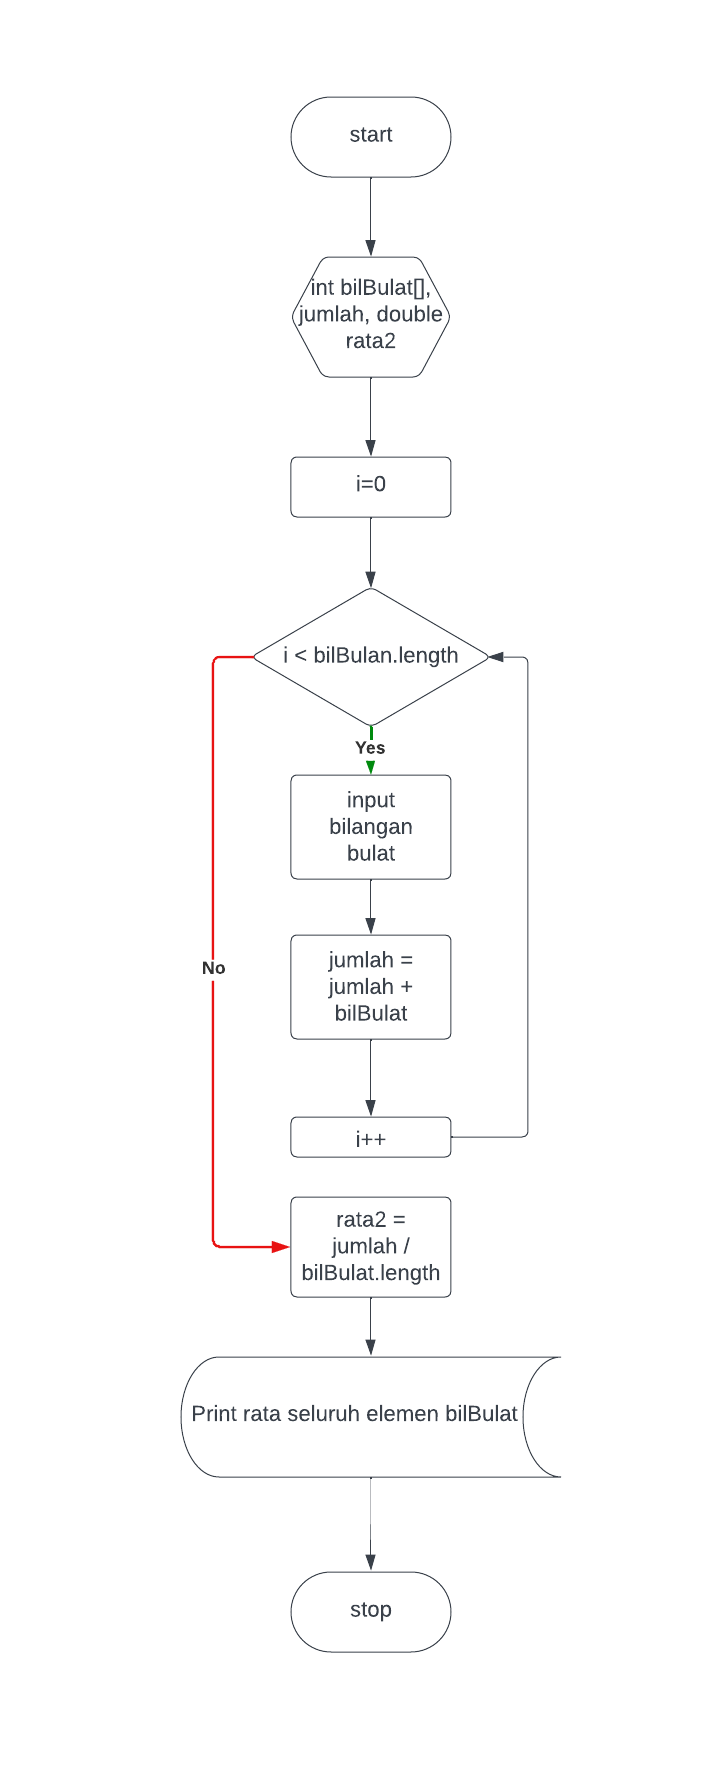 start
int bilBulat[],
jumlah, double
rata2
i=0
i < bilBulan.length
Yes
input
bilangan
bulat
No
jumlah =
jumlah +
bilBulat
i++
rata2 =
jumlah /
bilBulat.length
Print rata seluruh elemen bilBulat
stop